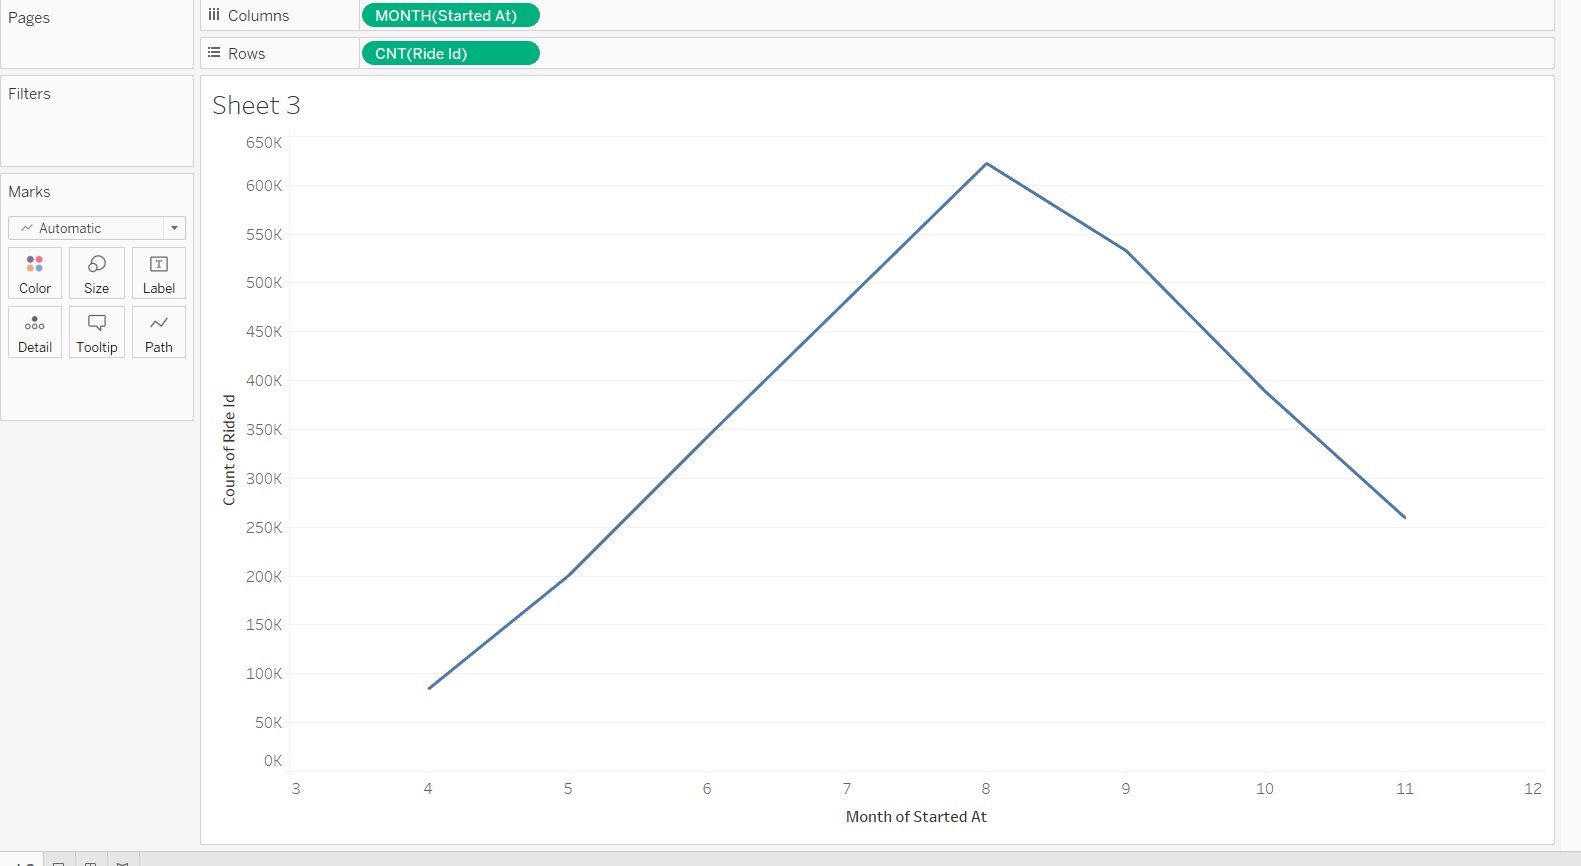 Pages
Columns
MONTH(Started At)
Rows
CNT(Ride Id)
Filters
Marks
Automatic
Color
Size
Label
Detail
Tooltip
Path
Sheet 3
650K
600K
550K
500K
450K
400K
350K
300K
250K
200K
150K
100K
50K
0K
Count of Ride Id
3 4 5 6 7 8 9 10 11 12
Month of Started At